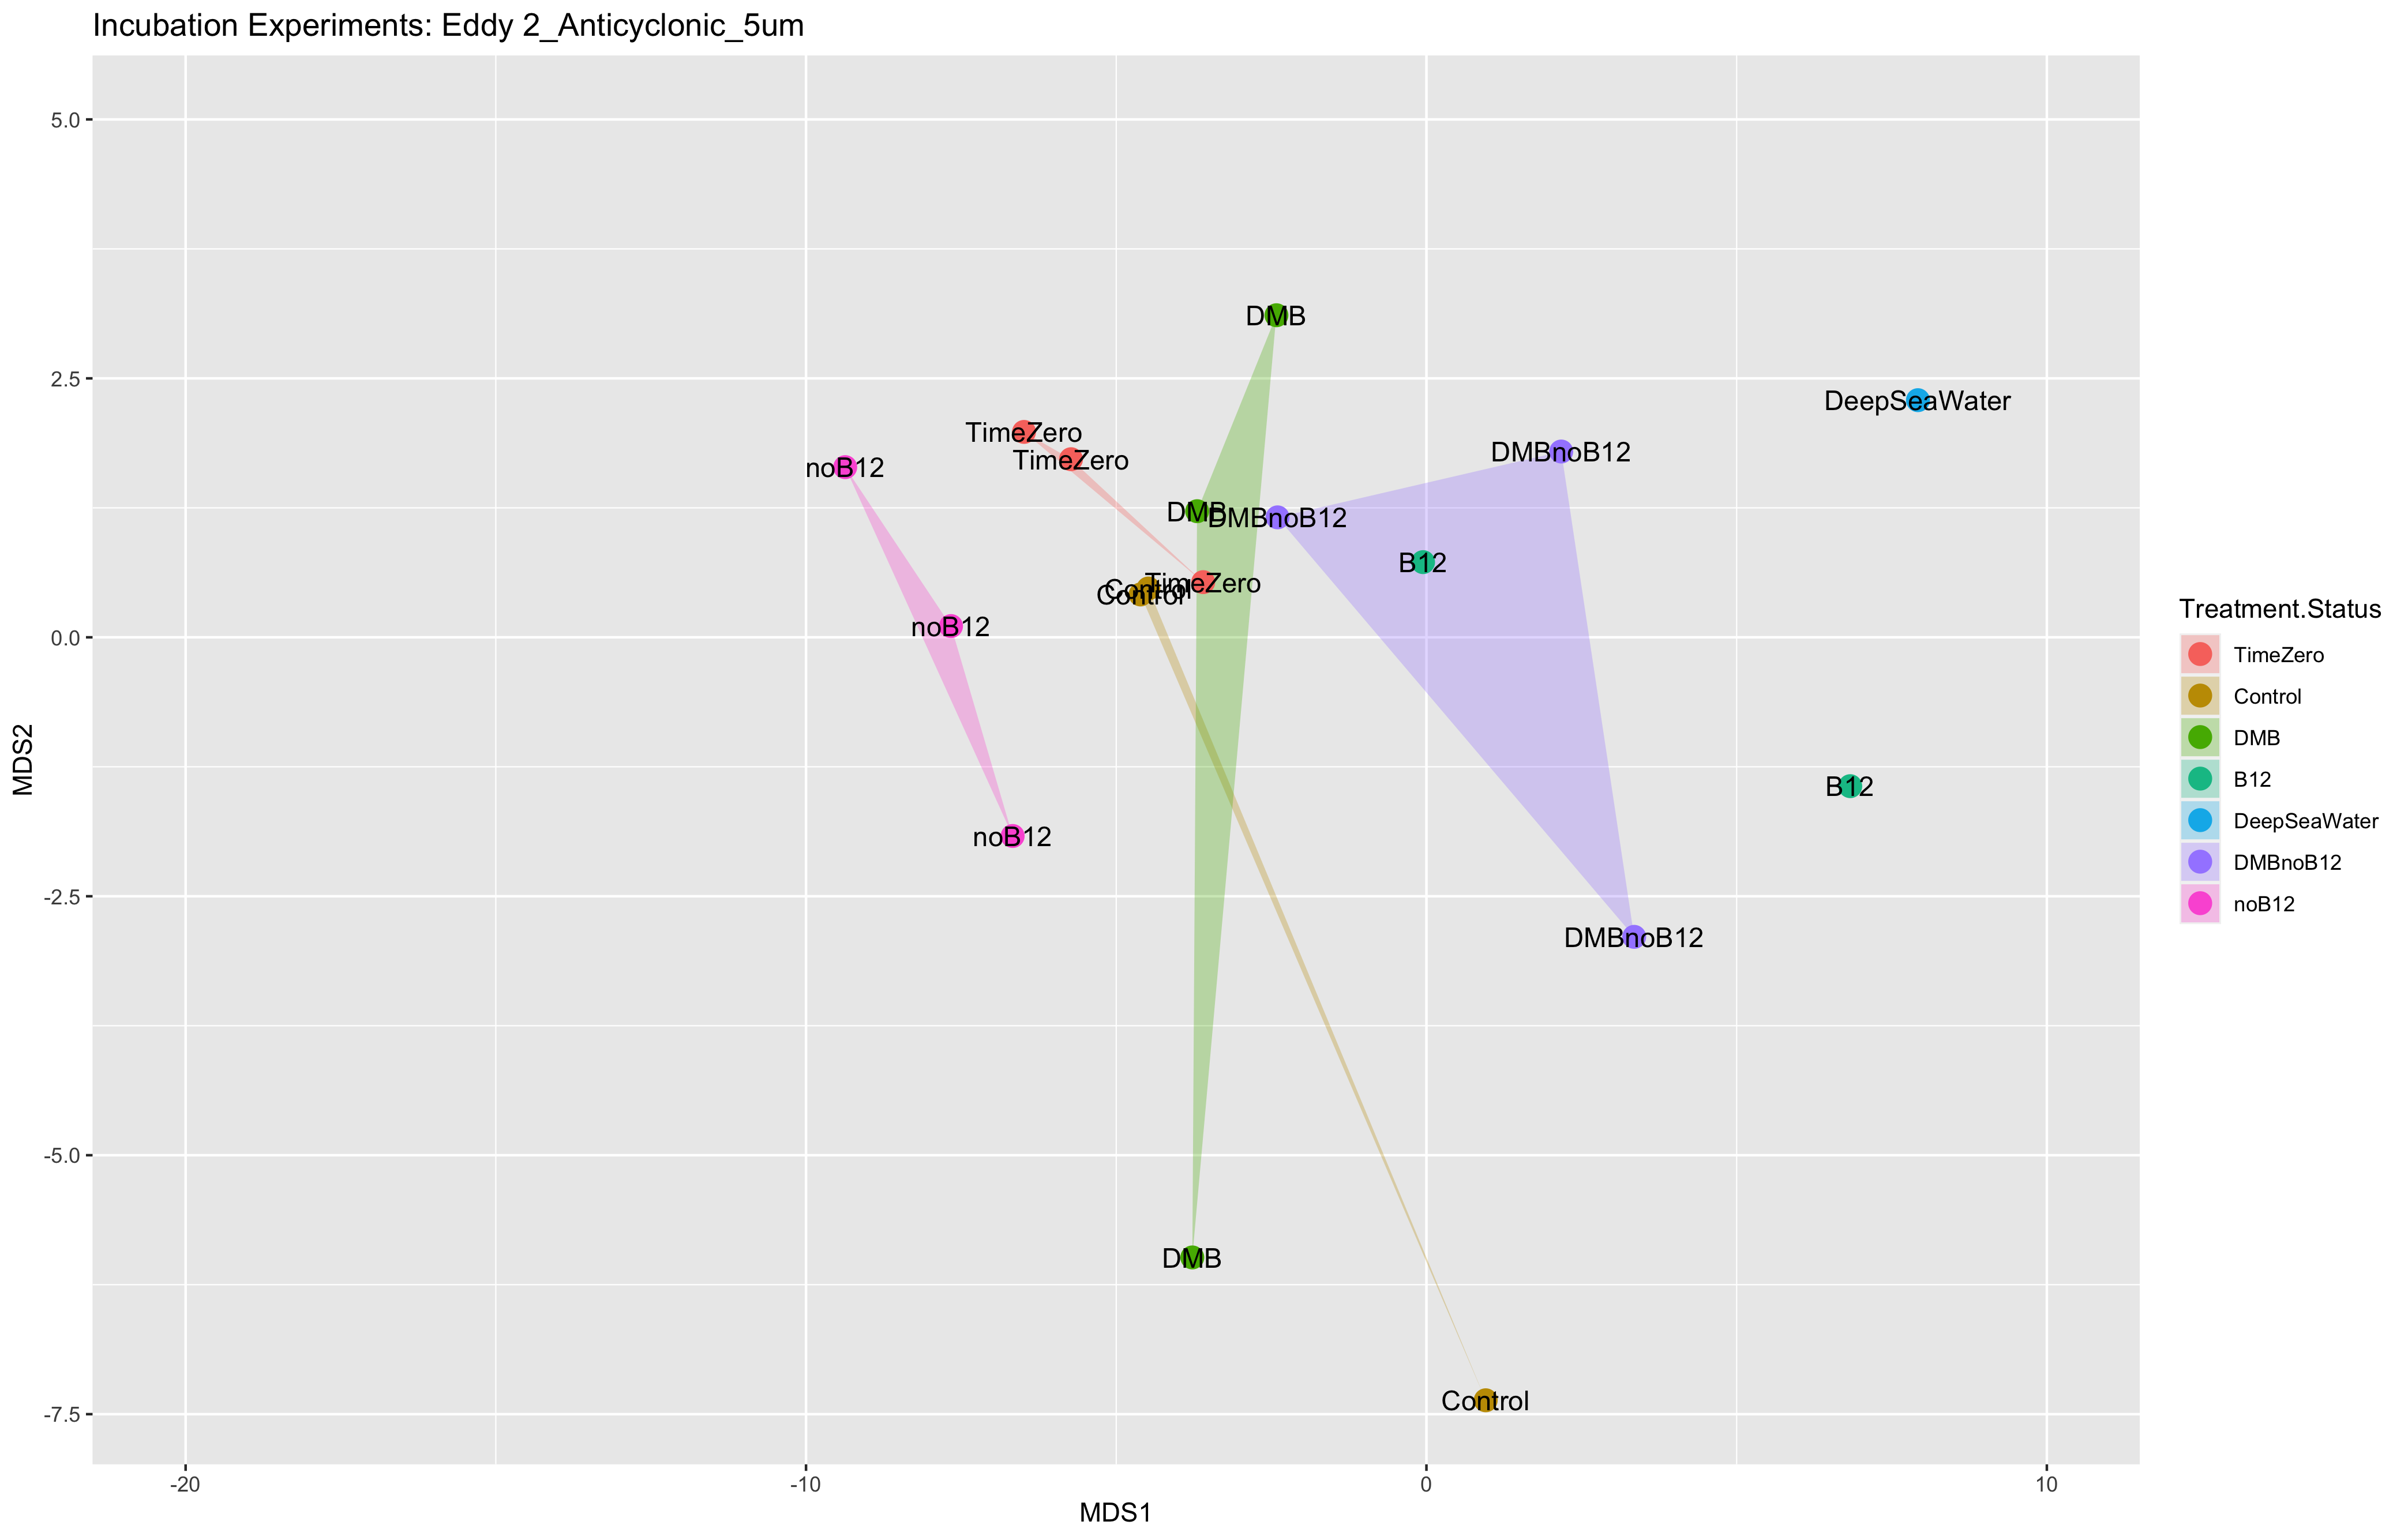 Incubation Experiments: Eddy 2_Anticyclonic_5um
5.0
2.5
0.0
-2.5
-5.0
-7.5
MDS2
DMB
DeepSeaWater
TimeZero
DMBnoB12
TimeZero
noB12
DMB
DMBnoB12
B12
TimeZero
Control
Control
noB12
B12
noB12
DMBnoB12
DMB
Control
-20
-10
0
10
MDS1
Treatment.Status
TimeZero
Control
DMB
B12
DeepSeaWater
DMBnoB12
noB12